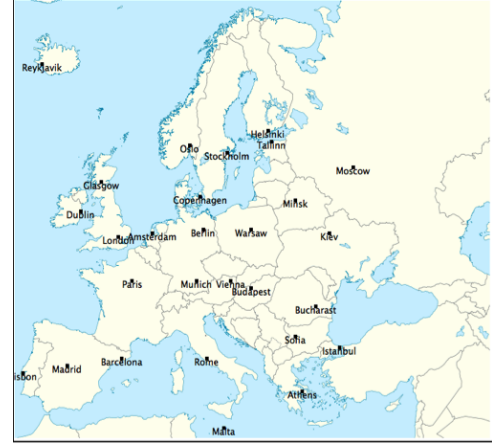 Reykjavik
Helsinki
Oslo
Tallinn
Stockholm
Moscow
Glasgow
Copenhagen
Minsk
Dublin
London
Amsterdam
Berlin
Warsaw
Kiev
Paris
Munich
Vienna
Budapest
Bucharast
Sofia
Istanbul
Barcelona
Rome
Madrid
isbon
Athens
Malta